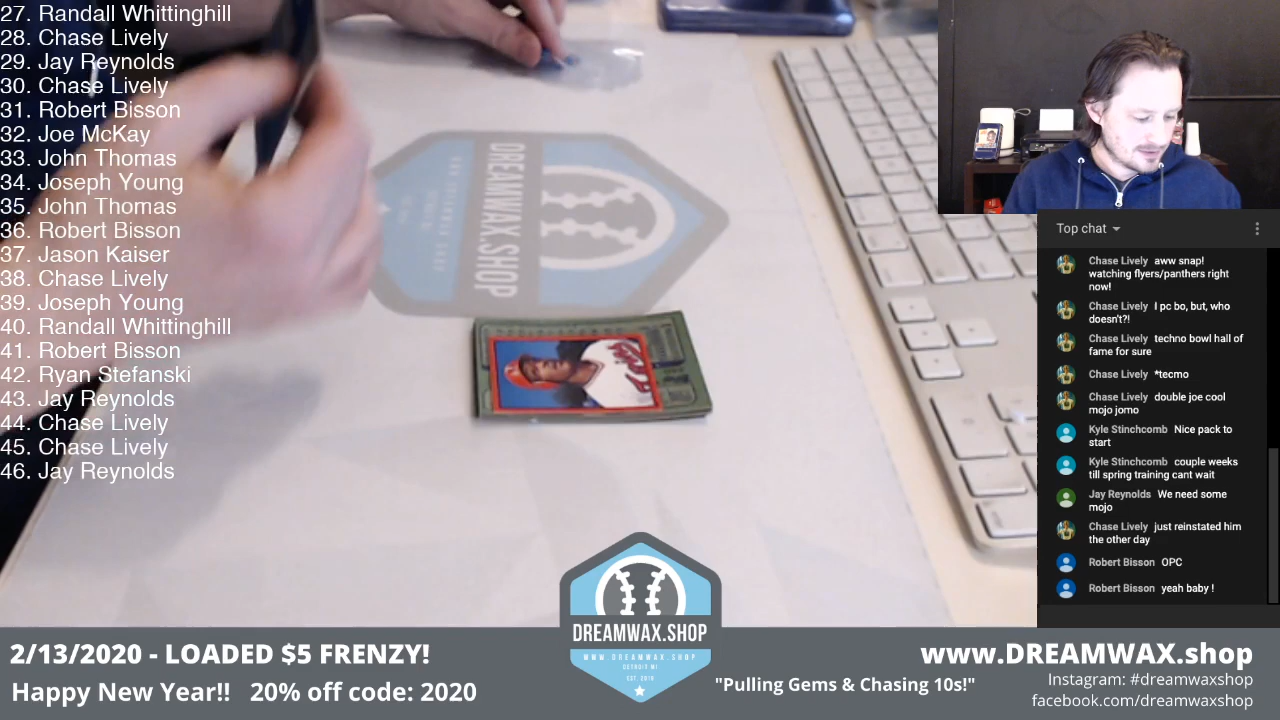 27. Randall Whittinghill
28. Chase Lively
29. Jay Reynolds
30. Chase Lively
31. Robert Bisson
32. Joe McKay
33. John Thomas
34. Joseph Young
35. John Thomas
36. Robert Bisson
37. Jason Kaiser
38. Chase Lively
39. Joseph Young
40. Randall Whittinghill
41. Robert Bisson
42. Ryan Stefanski
43. Jay Reynolds
44. Chase Lively
45. Chase Lively
46. Jay Reynolds
DREAMWAX.SHOP
Top chat
Chase Lively aww snap!
watching flyers/panthers right
now!
Chase Lively I pc bo, but, who
doesn't?!
Chase Lively techno bowl hall of
fame for sure
Chase Lively *tecmo
Chase Lively double joe cool
mojo jomo
Kyle Stinchcomb Nice pack to
start
Kyle Stinchcomb couple weeks
till spring training cant wait
Jay Reynolds We need some
mojo
Chase Lively just reinstated him
the other day
Robert Bisson OPC
Robert Bisson yeah baby !
2/13/2020 - LOADED $5 FRENZY!
Happy New Year!! 20% off code: 2020
DREAMWAX.SHOP
WWW.DREAMWAX.SHOP
DETROIT MI
EST. 2018
www.DREAMWAX.shop
"Pulling Gems & Chasing 10s!"
Instagram: #dreamwaxshop
facebook.com/dreamwaxshop